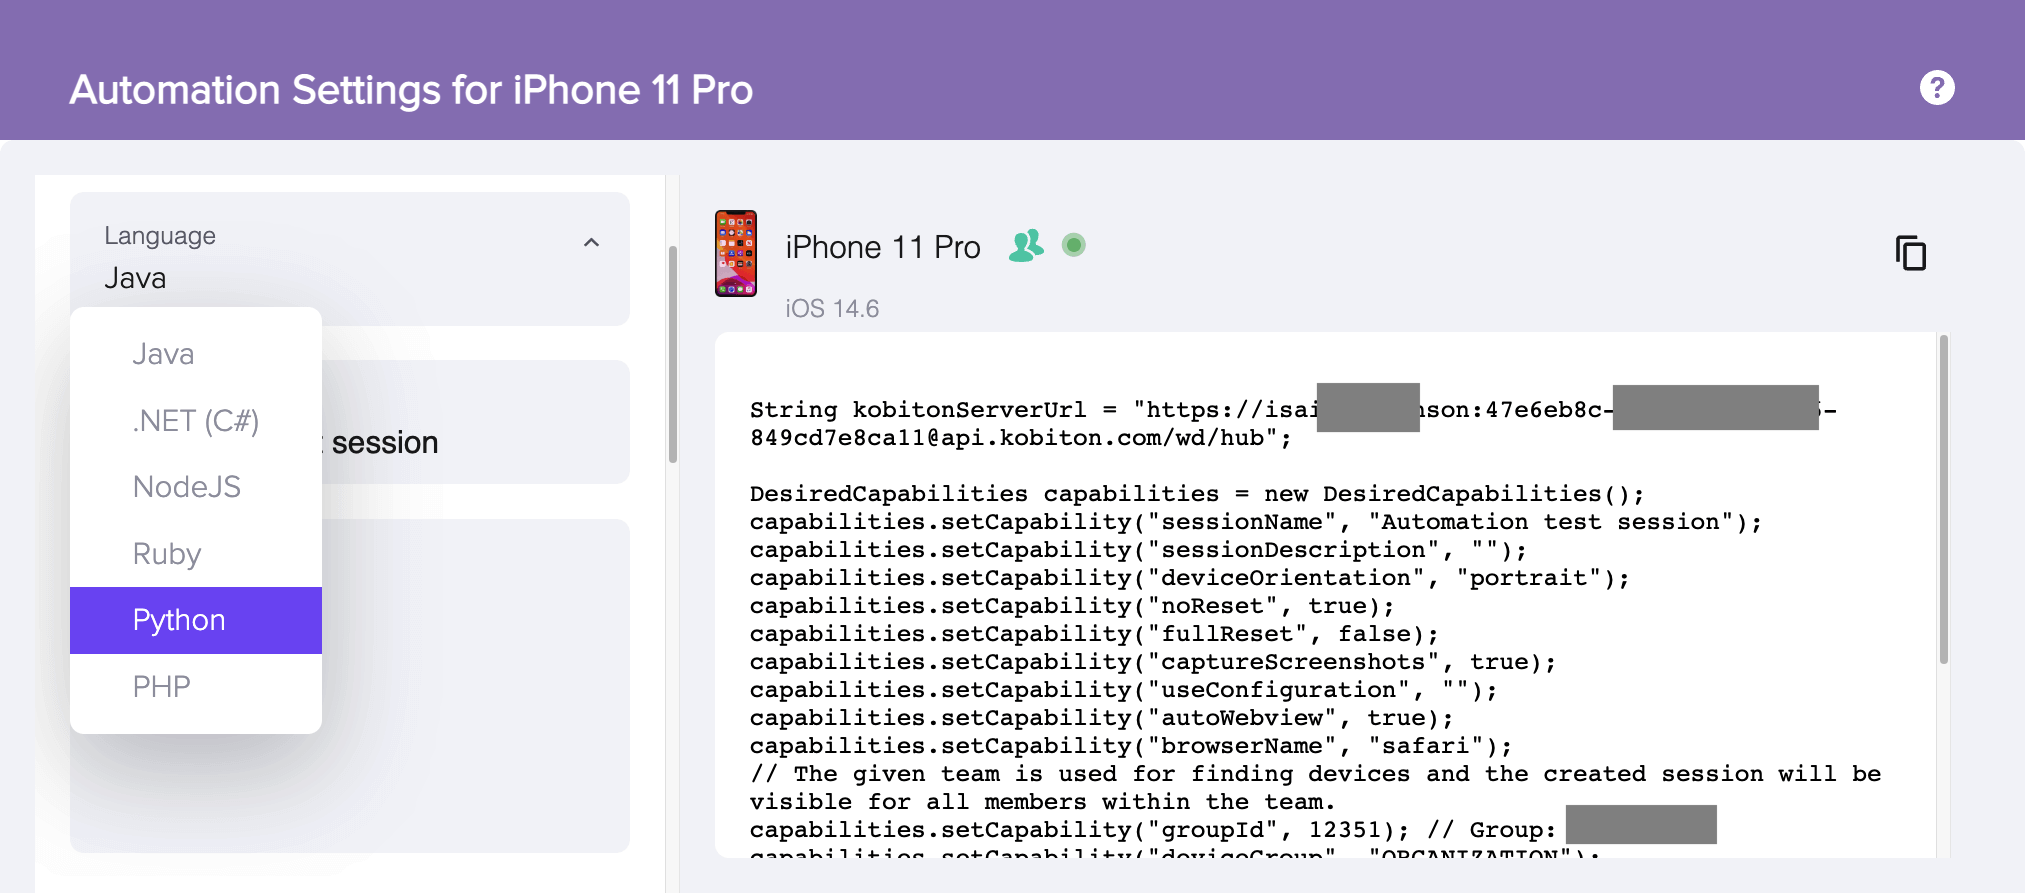 Automation Settings for iPhone 11 Pro
?
Language
Java
Java
.NET (C#)
NodeJS
Ruby
Python
PHP
session
iPhone 11 Pro
iOS 14.6
String kobitonServerUrl = "https://isai son:47e6eb8c- -
849cd7e8ca11@api.kobiton.com/wd/hub";
DesiredCapabilities capabilities = new DesiredCapabilities();
capabilities.setCapability("sessionName", "Automation test session");
capabilities.setCapability("sessionDescription", "");
capabilities.setCapability("deviceOrientation", "portrait");
capabilities.setCapability("noReset", true);
capabilities.setCapability("fullReset", false);
capabilities.setCapability("captureScreenshots", true);
capabilities.setCapability("useConfiguration", "");
capabilities.setCapability("autoWebview", true);
capabilities.setCapability("browserName", "safari");
// The given team is used for finding devices and the created session will be
visible for all members within the team.
capabilities.setCapability("groupId", 12351); // Group:
capabilities.setCapability("deviceGroup", "ORGANIZATION");